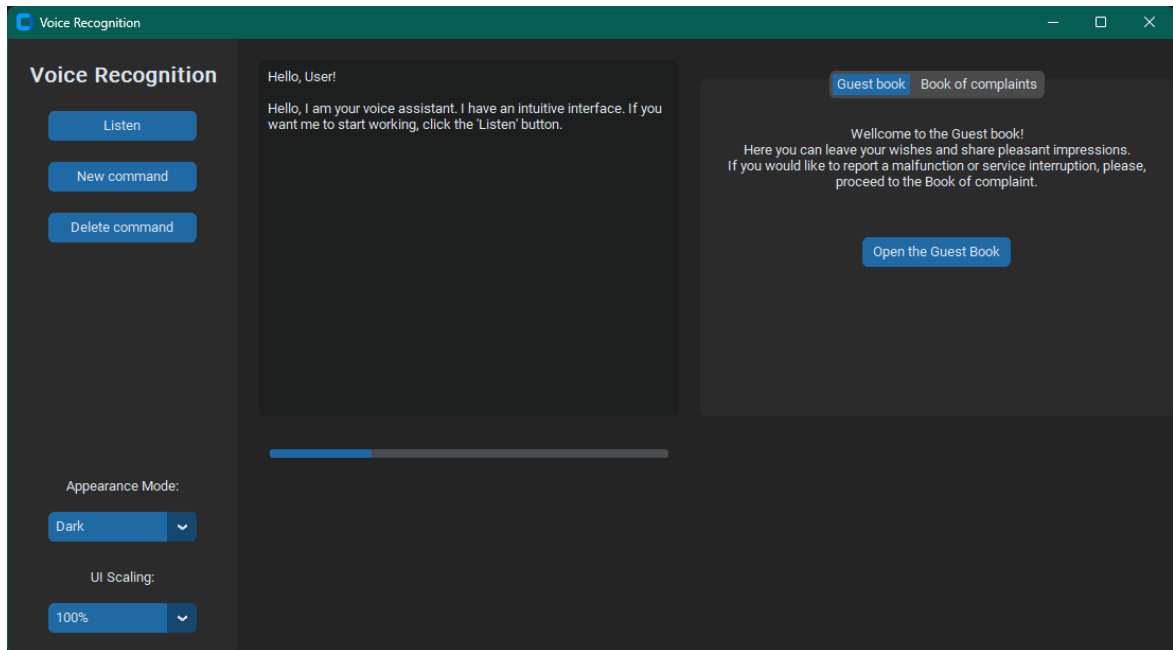 Voice Recognition
Voice Recognition
Listen
New command
Delete command
Appearance Mode:
Dark
UI Scaling:
100%
Hello, User!
Hello, I am your voice assistant. I have an intuitive interface. If you
want me to start working, click the 'Listen' button.
Guest book Book of complaints
Wellcome to the Guest book!
Here you can leave your wishes and share pleasant impressions.
If you would like to report a malfunction or service interruption, please,
proceed to the Book of complaint.
Open the Guest Book